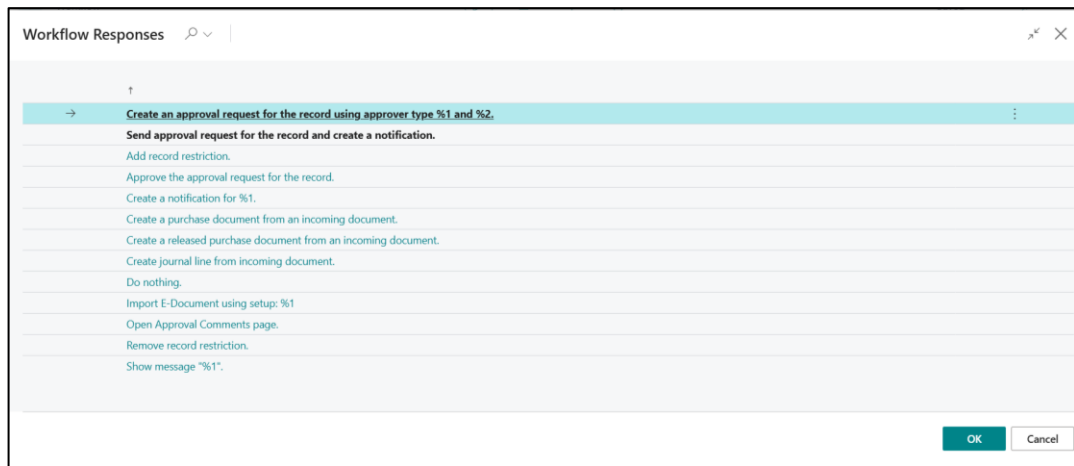 Workflow Responses
Create an approval request for the record using approver type %1 and %2.
Send approval request for the record and create a notification.
Add record restriction.
Approve the approval request for the record.
Create a notification for %1.
Create a purchase document from an incoming document.
Create a released purchase document from an incoming document.
Create journal line from incoming document.
Do nothing.
Import E-Document using setup: %1
Open Approval Comments page.
Remove record restriction.
Show message "%1".
OK Cancel